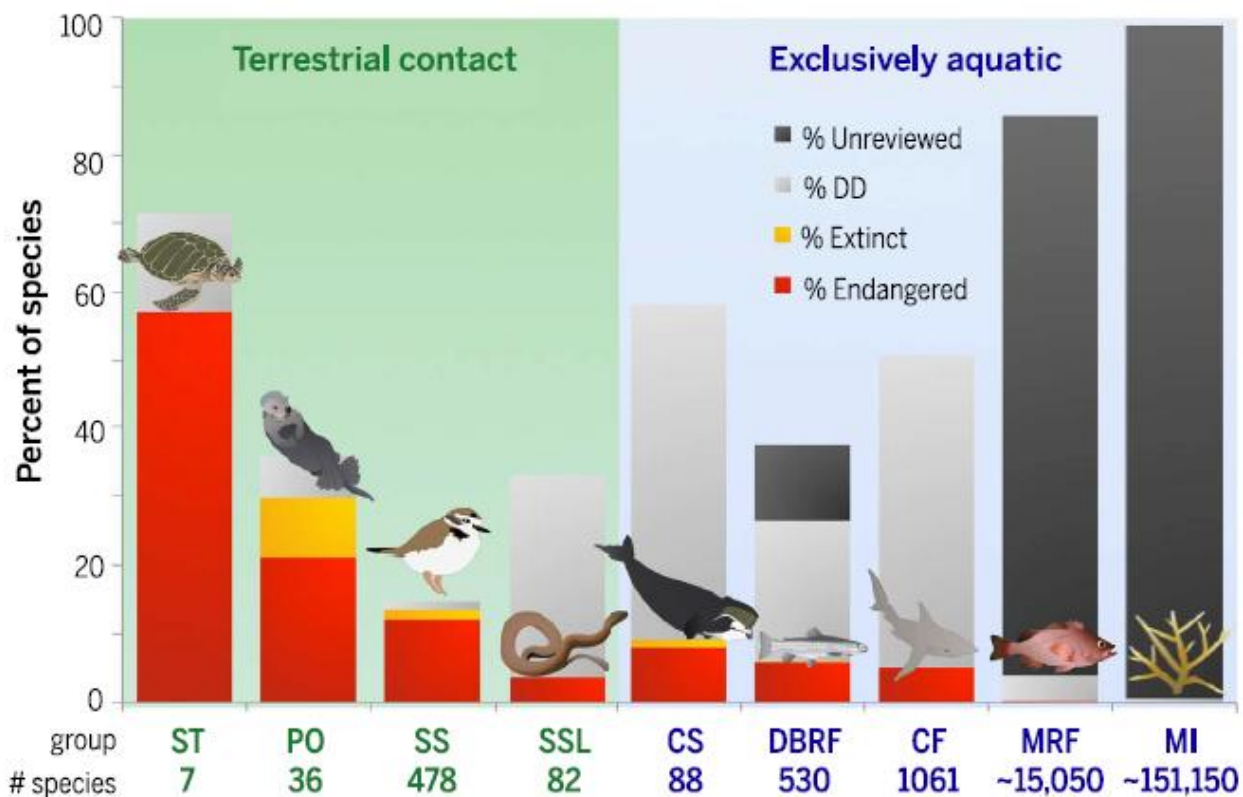 100
80
60
40
20
0
Percent of species
Terrestrial contact
Exclusively aquatic
% Unreviewed
% DD
% Extinct
% Endangered
group ST PO SS SSL CS DBRF CF MRF MI
# species 7 36 478 82 88 530 1061 ~15,050 ~151,150